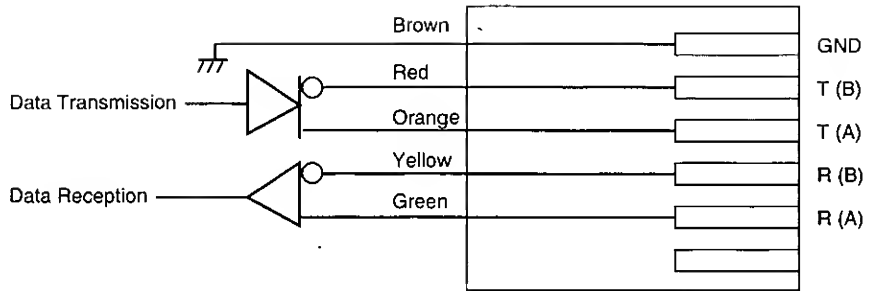 Brown
GND
Red
T (B)
Data Transmission
Orange
T (A)
Yellow
R (B)
Data Reception
Green
R (A)